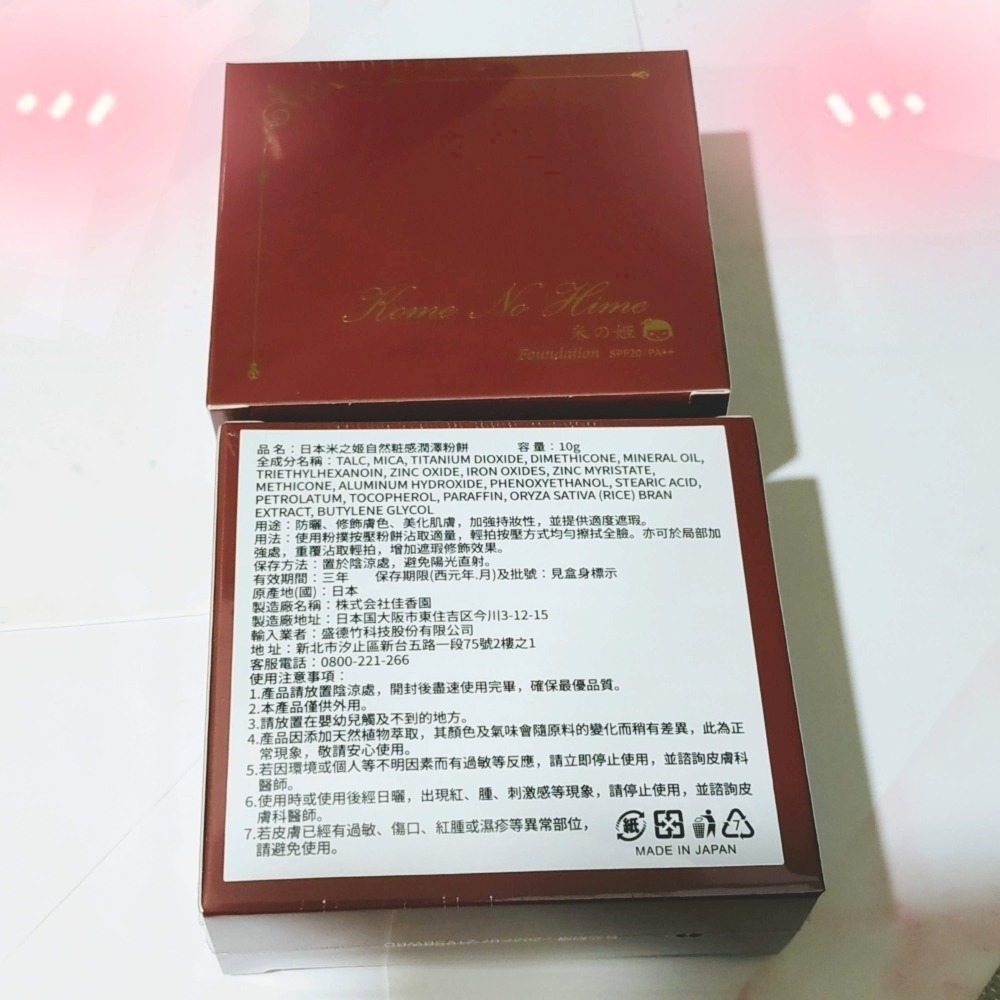 Kome No Hime
米の姫
Foundation SPF30/PA++
品名：日本米之姬自然粧感潤澤粉餅 容量：10g
全成分名稱：TALC, MICA, TITANIUM DIOXIDE, DIMETHICONE, MINERAL OIL,
TRIETHYLHEXANOIN, ZINC OXIDE, IRON OXIDES, ZINC MYRISTATE,
METHICONE, ALUMINUM HYDROXIDE, PHENOXYETHANOL, STEARIC ACID,
PETROLATUM, TOCOPHEROL, PARAFFIN, ORYZA SATIVA (RICE) BRAN
EXTRACT, BUTYLENE GLYCOL
用途：防曬、修飾膚色、美化肌膚，加強持妝性，並提供適度遮瑕。
用法：使用粉撲按壓粉餅沾取適量，輕拍按壓方式均勻擦拭全臉。亦可於局部加
強處，重覆沾取輕拍，增加遮瑕修飾效果。
保存方法：置於陰涼處，避免陽光直射。
有效期間：三年 保存期限(西元年.月)及批號：見盒身標示
原產地(國)：日本
製造廠名稱：株式会社佳香園
製造廠地址：日本国大阪市東住吉区今川3-12-15
輸入業者：盛德竹科技股份有限公司
地址：新北市汐止區新台五路一段75號2樓之1
客服電話：0800-221-266
使用注意事項：
1.產品請放置陰涼處，開封後盡速使用完畢，確保最優品質。
2.本產品僅供外用。
3.請放置在嬰幼兒觸及不到的地方。
4.產品因添加天然植物萃取，其顏色及氣味會隨原料的變化而稍有差異，此為正
常現象，敬請安心使用。
5.若因環境或個人等不明因素而有過敏等反應，請立即停止使用，並諮詢皮膚科
醫師。
6.使用時或使用後經日曬，出現紅、腫、刺激感等現象，請停止使用，並諮詢皮
膚科醫師。
7.若皮膚已經有過敏、傷口、紅腫或濕疹等異常部位，
請避免使用。
紙 7
MADE IN JAPAN